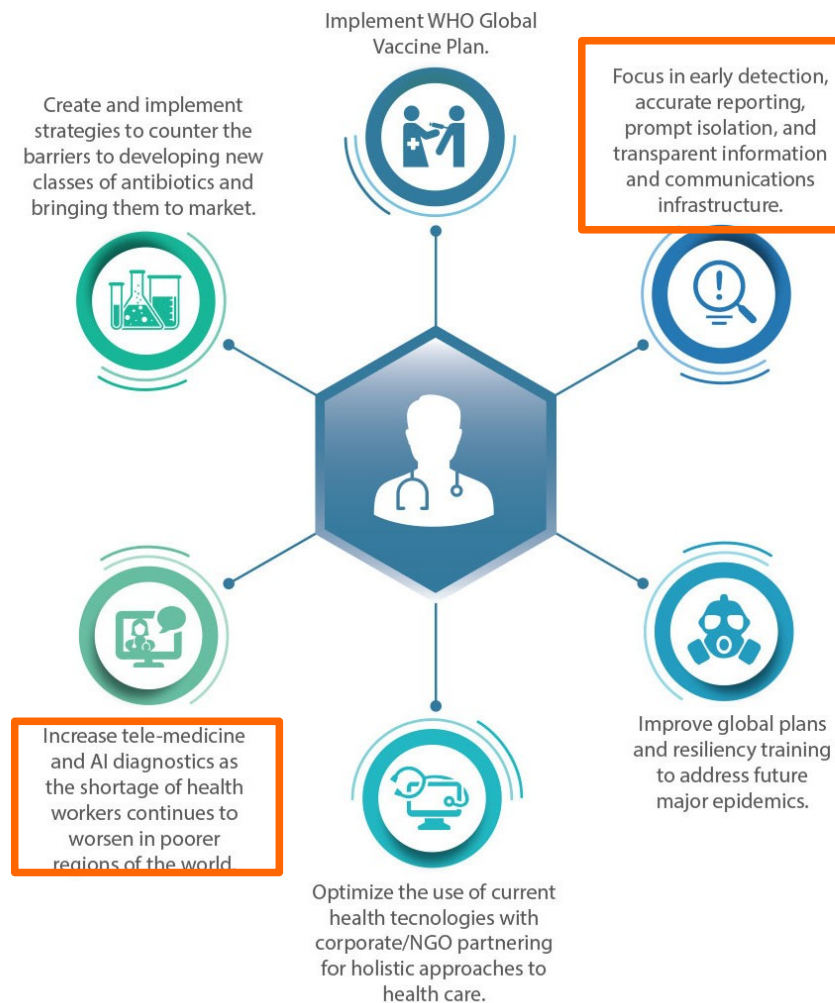 Implement WHO Global
Vaccine Plan.
Focus in early detection,
accurate reporting,
prompt isolation, and
transparent information
and communications
infrastructure.
Create and implement
strategies to counter the
barriers to developing new
classes of antibiotics and
bringing them to market.
Increase tele-medicine
and AI diagnostics as
the shortage of health
workers continues to
worsen in poorer
regions of the world
Improve global plans
and resiliency training
to address future
major epidemics.
Optimize the use of current
health tecnologies with
corporate/NGO partnering
for holistic approaches to
health care.